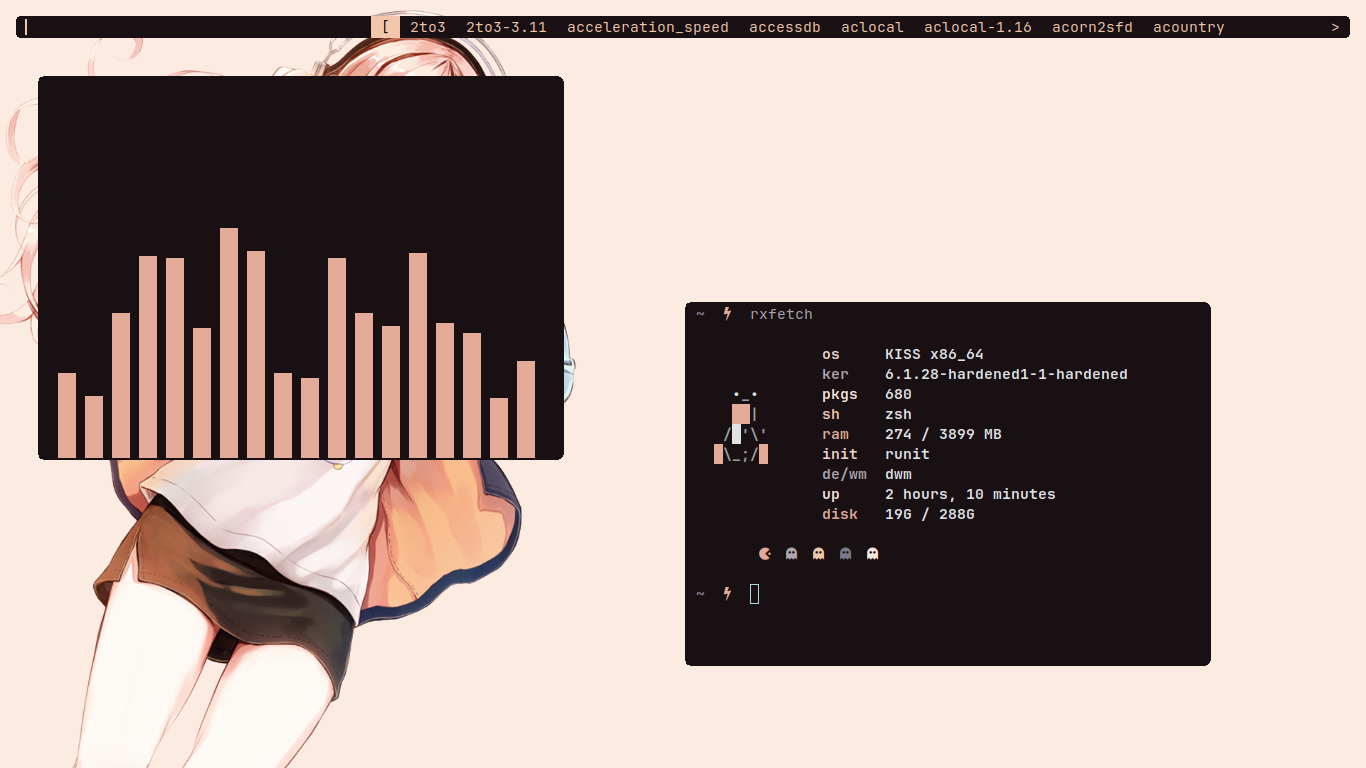 [ 2to3 2to3-3.11 acceleration_speed accessdb aclocal aclocal-1.16 acorn2sfd acountry >
~ rxfetch
os KISS x86_64
ker 6.1.28-hardened1-1-hardened
•_• pkgs 680
| sh zsh
/ '\' ram 274 / 3899 MB
\_;/ init runit
de/wm dwm
up 2 hours, 10 minutes
disk 19G / 288G
~